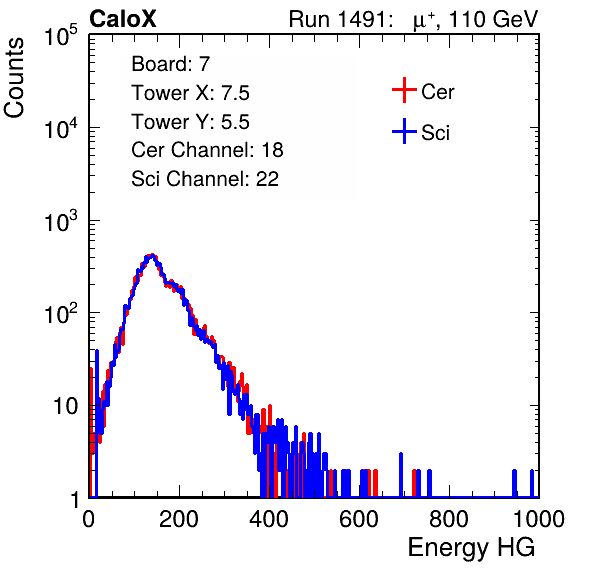 CaloX Run 1491: μ⁺, 110 GeV
Counts
Board: 7
Tower X: 7.5
Tower Y: 5.5
Cer Channel: 18
Sci Channel: 22
Cer
Sci
10⁵
10⁴
10³
10²
10
1
0 200 400 600 800 1000
Energy HG